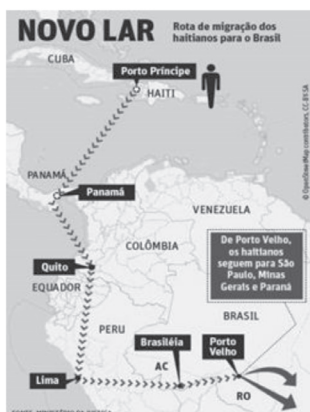 NOVO LAR
Rota de migração dos
haitianos para o Brasil
CUBA
Porto Príncipe
HAITI
PANAMÁ
Panamá
VENEZUELA
COLÔMBIA
De Porto Velho,
os haitianos
seguem para São
Paulo, Minas
Gerais e Paraná
Quito
EQUADOR
BRASIL
PERU
Brasiléia
Porto
Velho
AC
Lima
RO
© OpenStreetMap contributors, CC-BY-SA